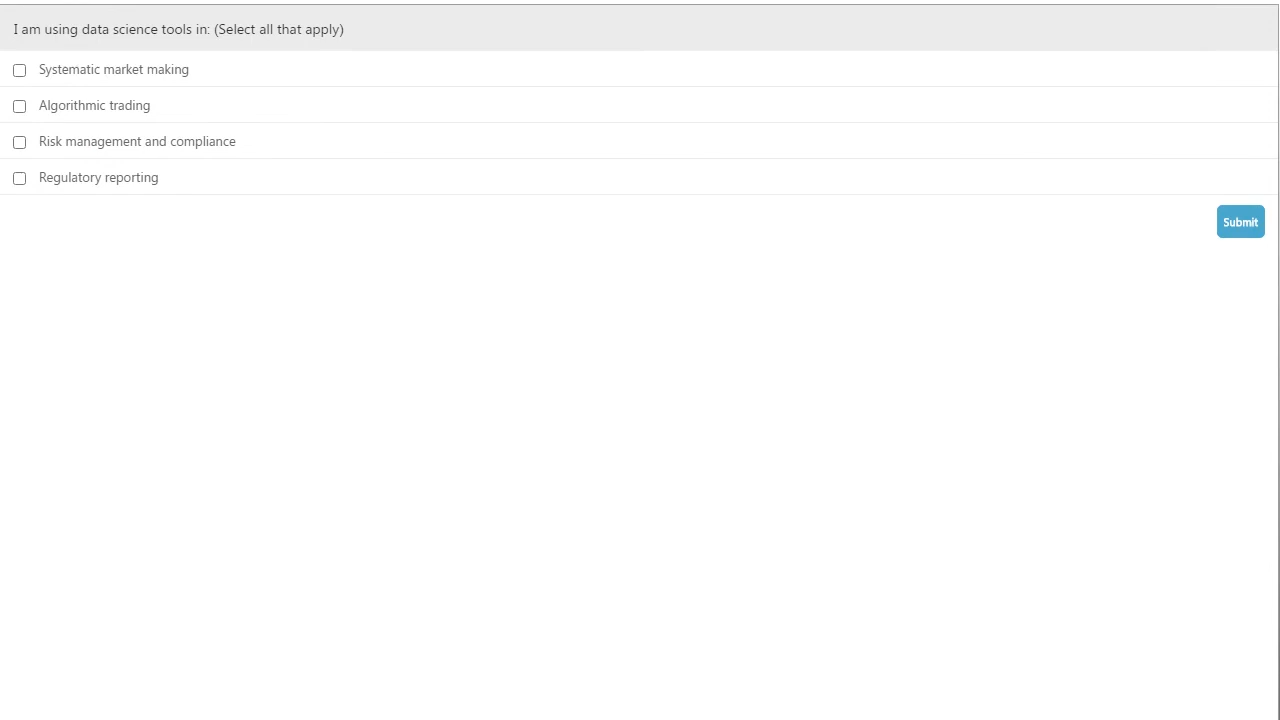 I am using data science tools in: (Select all that apply)
Systematic market making
Algorithmic trading
Risk management and compliance
Regulatory reporting
Submit